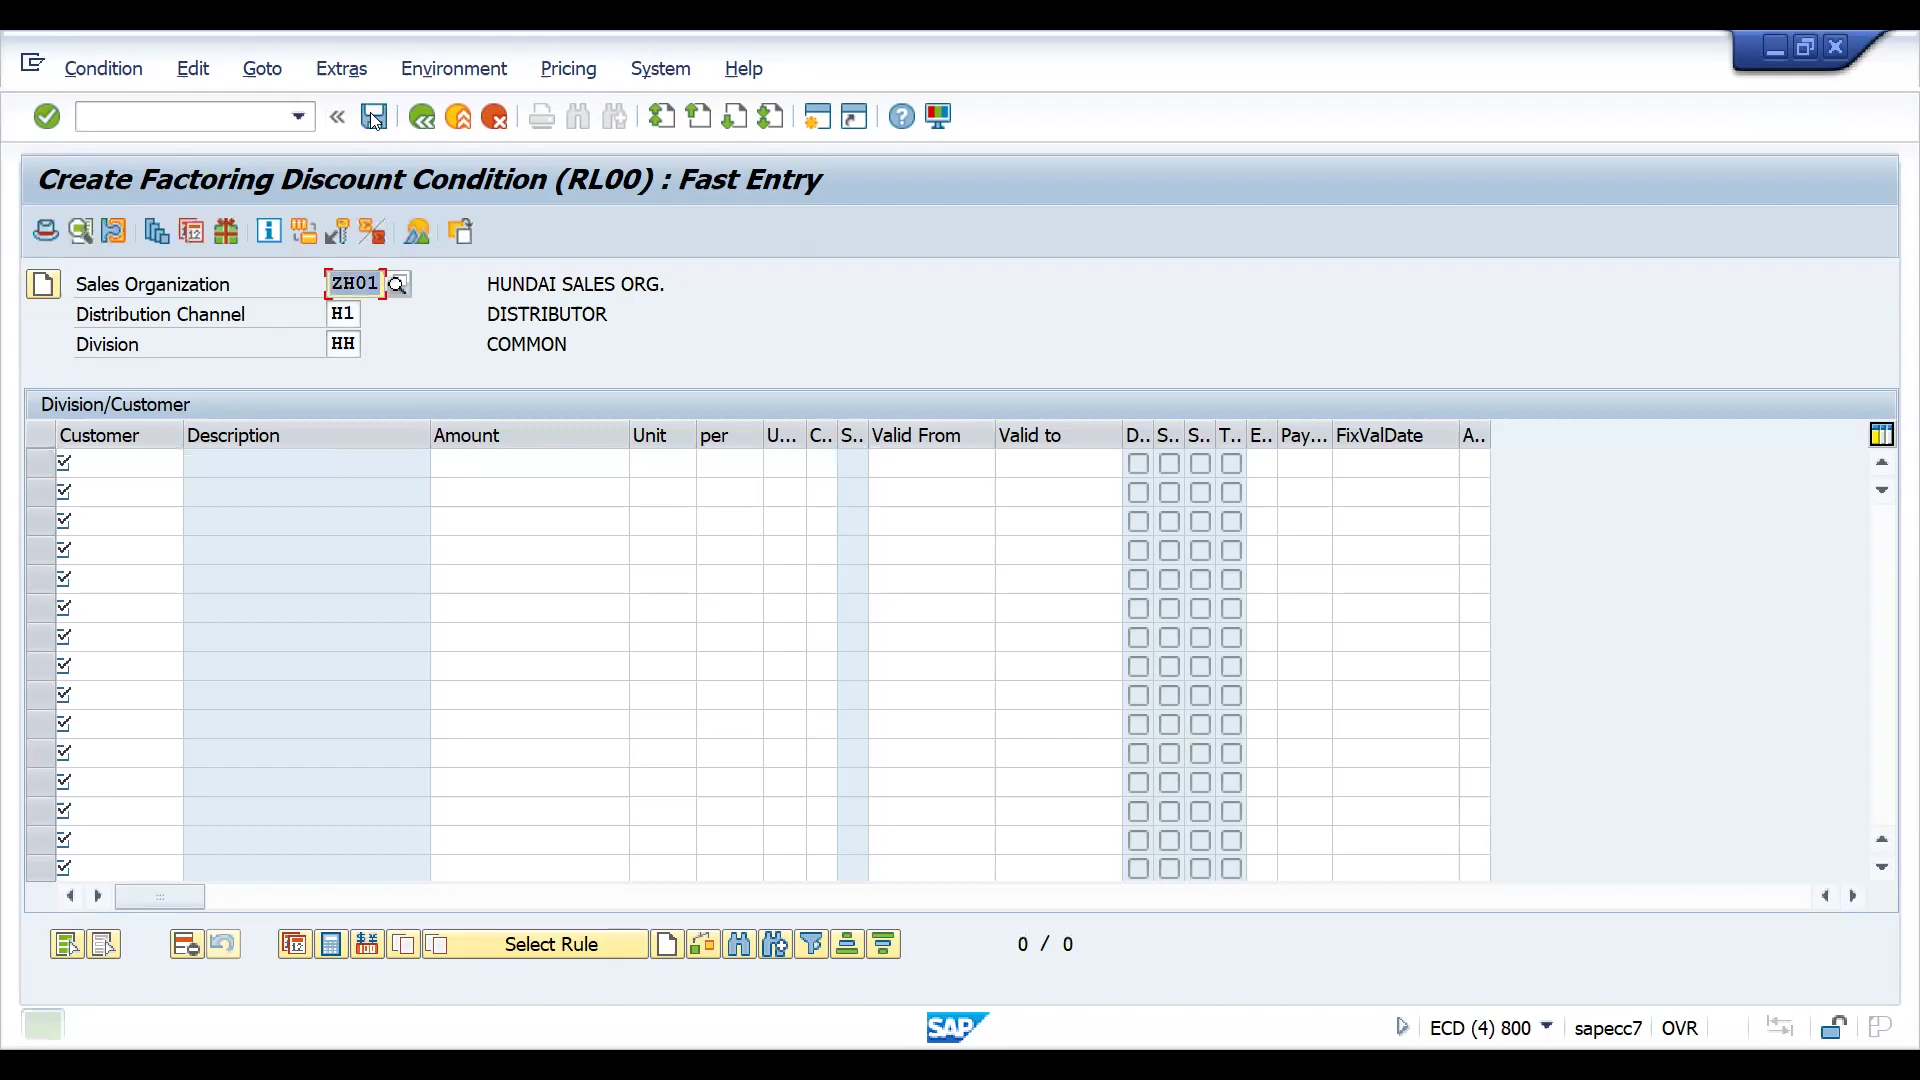 Condition Edit Goto Extras Environment Pricing System Help
Create Factoring Discount Condition (RL00) : Fast Entry
Sales Organization ZH01 HUNDAI SALES ORG.
Distribution Channel H1 DISTRIBUTOR
Division HH COMMON
Division/Customer
Customer Description Amount Unit per U... C.. S.. Valid From Valid to D.. S.. S.. T.. E.. Pay... FixValDate A..
Select Rule 0 / 0
SAP ECD (4) 800 sapecc7 OVR